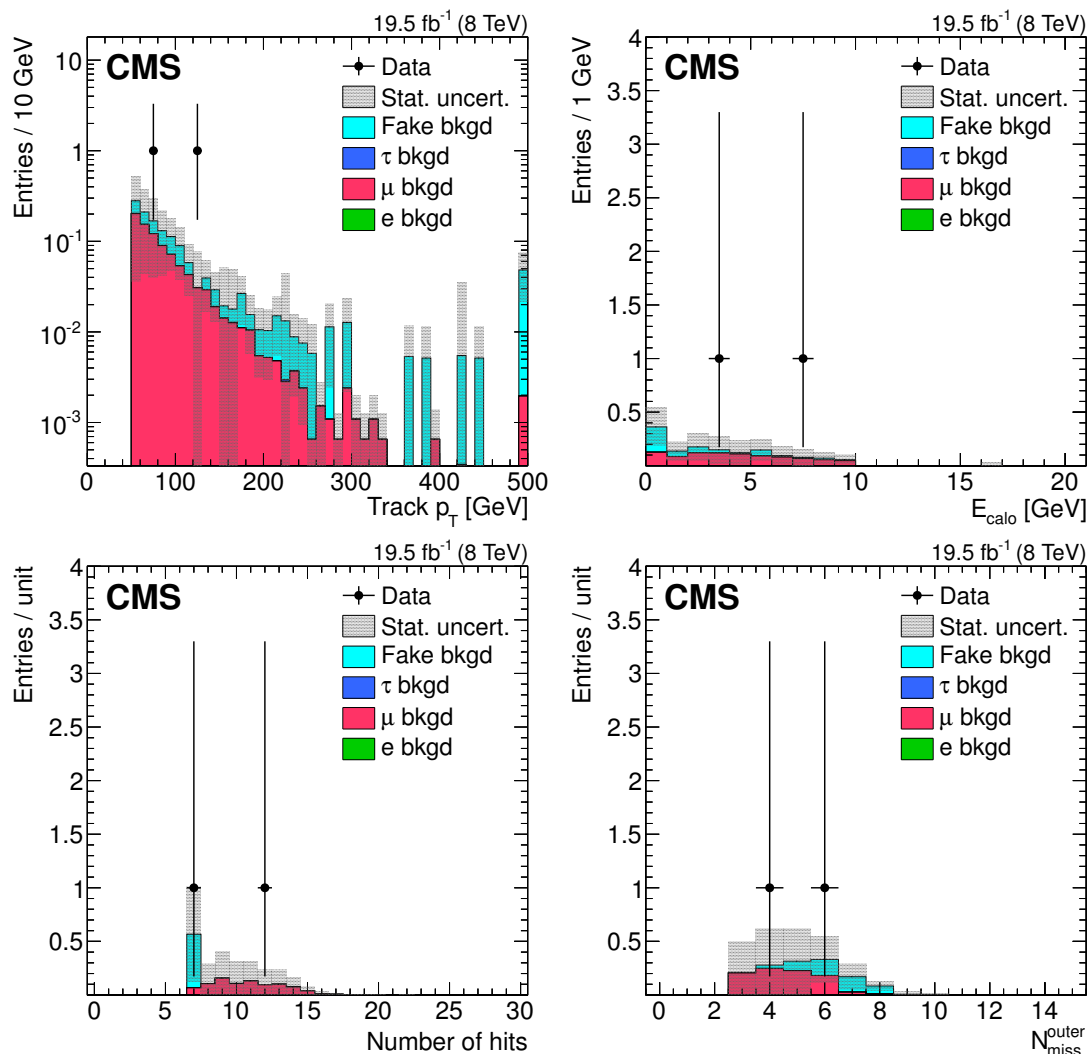 19.5 fb⁻¹ (8 TeV)
Entries / 10 GeV
CMS
Data
Stat. uncert.
Fake bkgd
τ bkgd
μ bkgd
e bkgd
10
1
10⁻¹
10⁻²
10⁻³
0 100 200 300 400 500
Track p_T [GeV]
19.5 fb⁻¹ (8 TeV)
Entries / 1 GeV
CMS
Data
Stat. uncert.
Fake bkgd
τ bkgd
μ bkgd
e bkgd
4
3.5
3
2.5
2
1.5
1
0.5
0 5 10 15 20
E_calo [GeV]
19.5 fb⁻¹ (8 TeV)
Entries / unit
CMS
Data
Stat. uncert.
Fake bkgd
τ bkgd
μ bkgd
e bkgd
4
3.5
3
2.5
2
1.5
1
0.5
0 5 10 15 20 25 30
Number of hits
19.5 fb⁻¹ (8 TeV)
Entries / unit
CMS
Data
Stat. uncert.
Fake bkgd
τ bkgd
μ bkgd
e bkgd
4
3.5
3
2.5
2
1.5
1
0.5
0 2 4 6 8 10 12 14
N_miss^outer